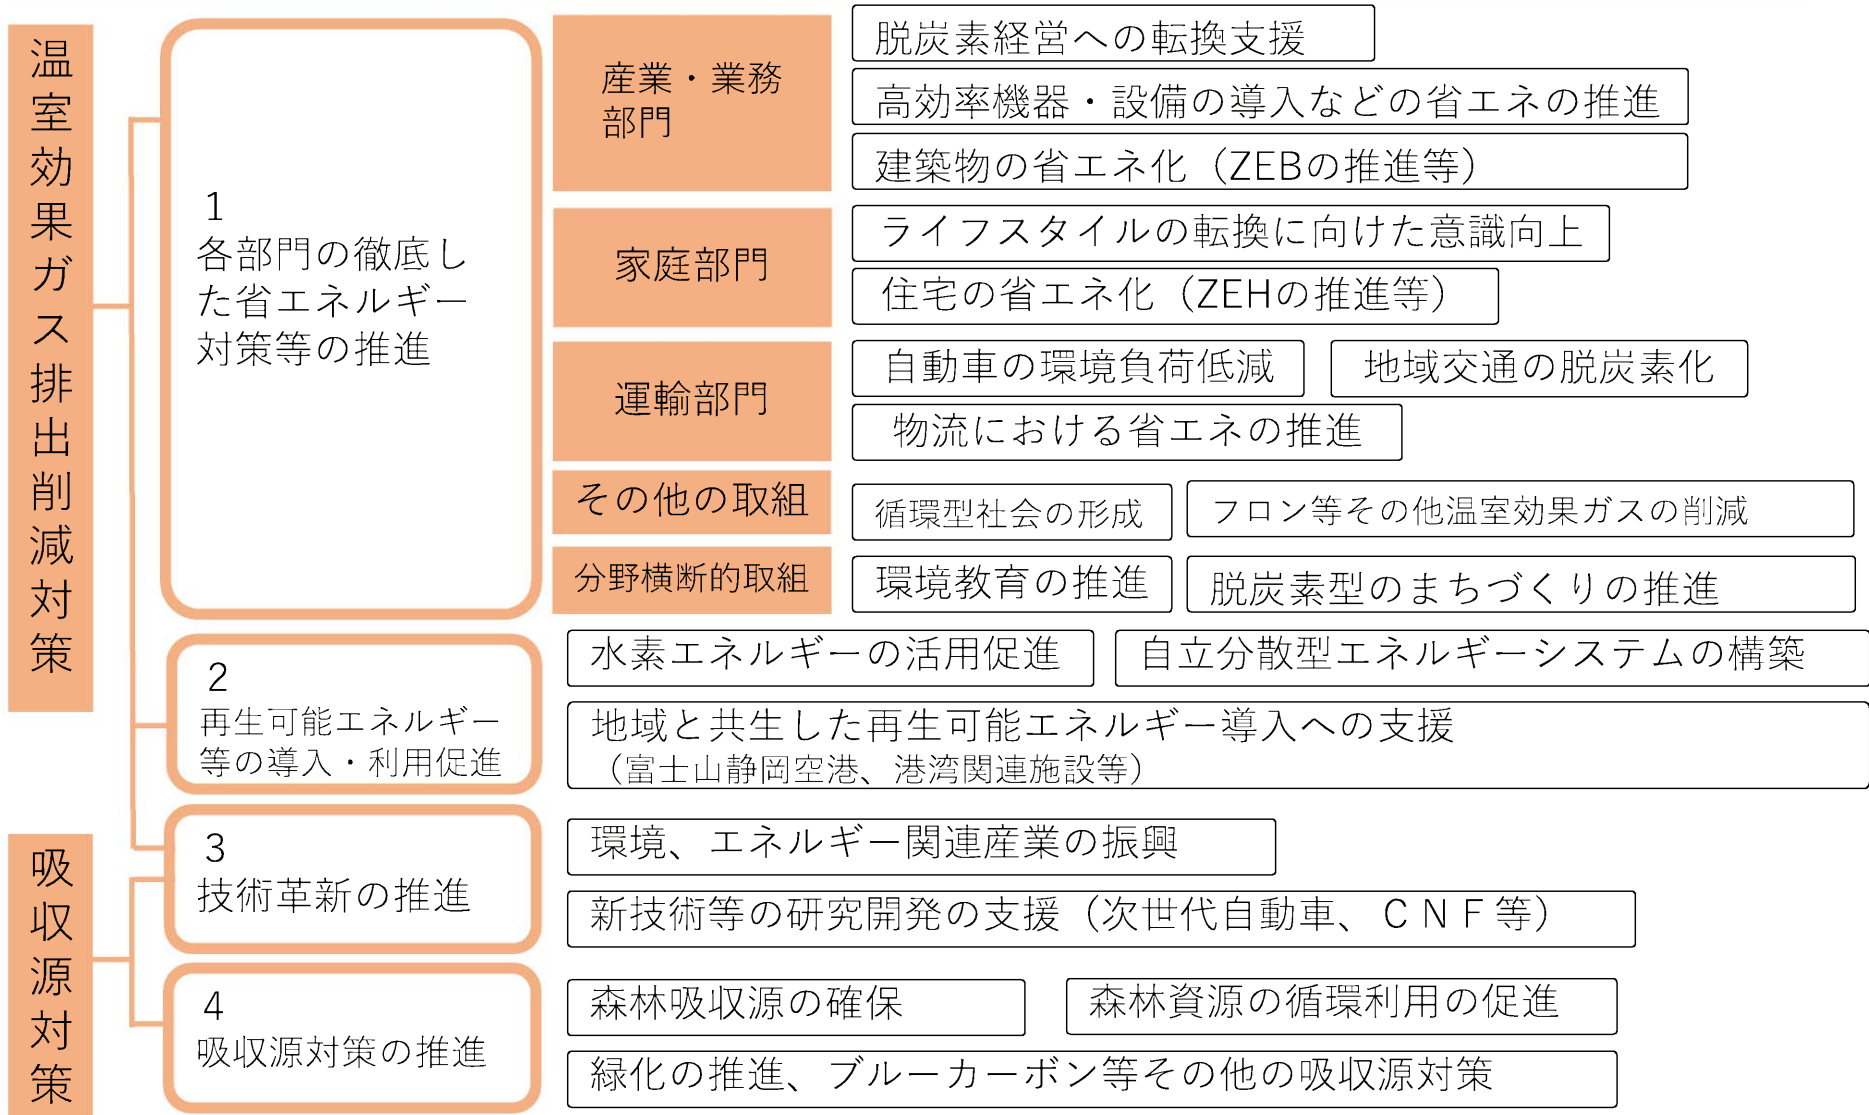 温室効果ガス排出削減対策
1
各部門の徹底し
た省エネルギー
対策等の推進
産業・業務
部門
脱炭素経営への転換支援
高効率機器・設備の導入などの省エネの推進
建築物の省エネ化（ZEBの推進等）
家庭部門
ライフスタイルの転換に向けた意識向上
住宅の省エネ化（ZEHの推進等）
運輸部門
自動車の環境負荷低減
地域交通の脱炭素化
物流における省エネの推進
その他の取組
循環型社会の形成
フロン等その他温室効果ガスの削減
分野横断的取組
環境教育の推進
脱炭素型のまちづくりの推進
2
再生可能エネルギー
等の導入・利用促進
水素エネルギーの活用促進
自立分散型エネルギーシステムの構築
地域と共生した再生可能エネルギー導入への支援
（富士山静岡空港、港湾関連施設等）
吸収源対策
3
技術革新の推進
環境、エネルギー関連産業の振興
新技術等の研究開発の支援（次世代自動車、ＣＮＦ等）
4
吸収源対策の推進
森林吸収源の確保
森林資源の循環利用の促進
緑化の推進、ブルーカーボン等その他の吸収源対策